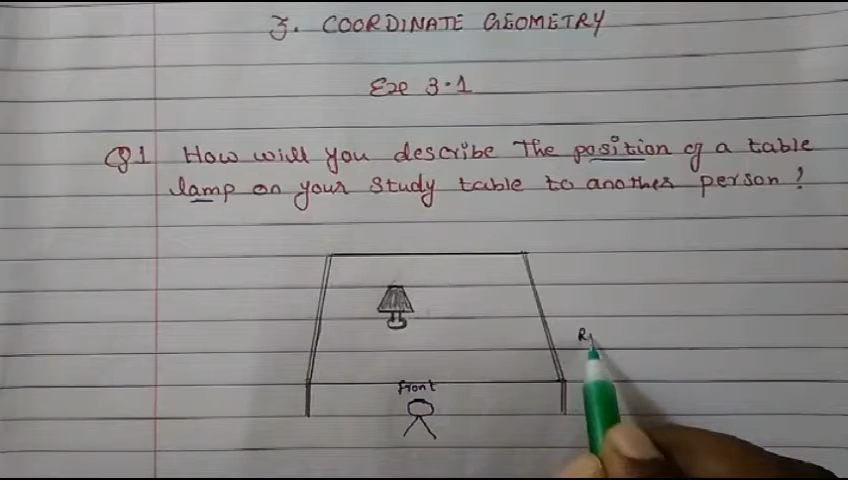 3. COORDINATE GEOMETRY
Exe 3.1
Q1 How will you describe the position of a table
lamp on your study table to another person?
front
Ri